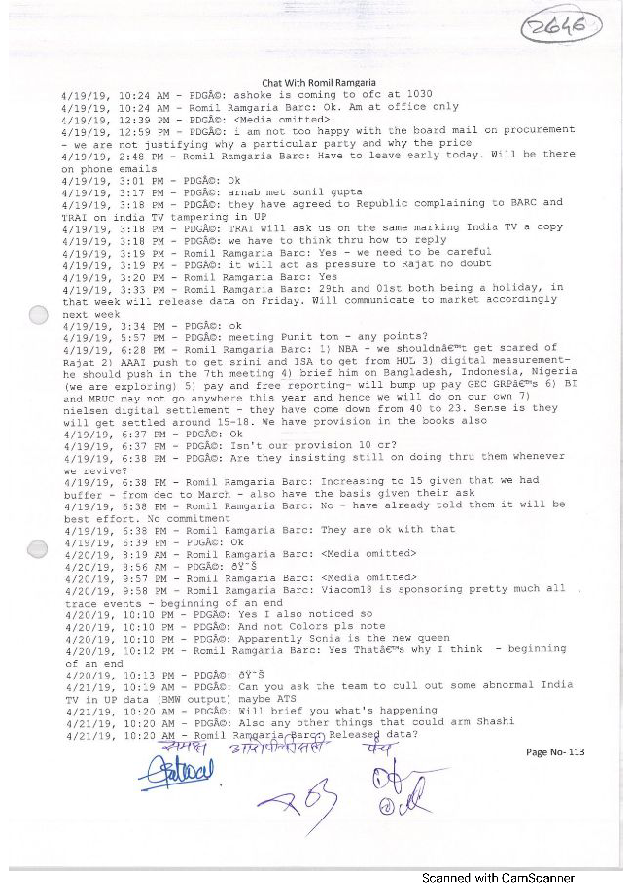 2646
Chat With Romil Ramgaria
4/19/19, 10:24 AM - PDGÂ©: ashoke is coming to ofc at 1030
4/19/19, 10:24 AM - Romil Ramgaria Barc: Ok. Am at office only
4/19/19, 12:39 PM - PDGÂ©: <Media omitted>
4/19/19, 12:59 PM - PDGÂ©: i am not too happy with the board mail on procurement
- we are not justifying why a particular party and why the price
4/19/19, 2:48 PM - Romil Ramgaria Barc: Have to leave early today. Will be there
on phone emails
4/19/19, 3:01 PM - PDGÂ©: Ok
4/19/19, 3:17 PM - PDGÂ©: arnab met sunil gupta
4/19/19, 3:18 PM - PDGÂ©: they have agreed to Republic complaining to BARC and
TRAI on india TV tampering in UP
4/19/19, 3:18 PM - PDGÂ©: TRAI will ask us on the same marking India TV a copy
4/19/19, 3:18 PM - PDGÂ©: we have to think thru how to reply
4/19/19, 3:19 PM - Romil Ramgaria Barc: Yes - we need to be careful
4/19/19, 3:19 PM - PDGÂ©: it will act as pressure to Rajat no doubt
4/19/19, 3:20 PM - Romil Ramgaria Barc: Yes
4/19/19, 3:33 PM - Romil Ramgaria Barc: 29th and 01st both being a holiday, in
that week will release data on Friday. Will communicate to market accordingly
next week
4/19/19, 3:34 PM - PDGÂ©: ok
4/19/19, 5:57 PM - PDGÂ©: meeting Punit tom - any points?
4/19/19, 6:28 PM - Romil Ramgaria Barc: 1) NBA - we shouldnâ€™t get scared of
Rajat 2) AAAI push to get srini and ISA to get from HUL 3) digital measurement-
he should push in the 7th meeting 4) brief him on Bangladesh, Indonesia, Nigeria
(we are exploring) 5) pay and free reporting- will bump up pay GEC GRPâ€™s 6) BI
and MRUC may not go anywhere this year and hence we will do on our own 7)
nielsen digital settlement - they have come down from 40 to 23. Sense is they
will get settled around 15-18. We have provision in the books also
4/19/19, 6:37 PM - PDGÂ©: Ok
4/19/19, 6:37 PM - PDGÂ©: Isn't our provision 10 cr?
4/19/19, 6:38 PM - PDGÂ©: Are they insisting still on doing thru them whenever
we revive?
4/19/19, 6:38 PM - Romil Ramgaria Barc: Increasing to 15 given that we had
buffer - from dec to March - also have the basis given their ask
4/19/19, 6:38 PM - Romil Ramgaria Barc: No - have already told them it will be
best effort. No commitment
4/19/19, 6:38 PM - Romil Ramgaria Barc: They are ok with that
4/19/19, 6:39 PM - PDGÂ©: Ok
4/20/19, 8:19 AM - Romil Ramgaria Barc: <Media omitted>
4/20/19, 8:56 AM - PDGÂ©: ðŸ˜Š
4/20/19, 9:57 PM - Romil Ramgaria Barc: <Media omitted>
4/20/19, 9:58 PM - Romil Ramgaria Barc: Viacom18 is sponsoring pretty much all
trace events - beginning of an end
4/20/19, 10:10 PM - PDGÂ©: Yes I also noticed so
4/20/19, 10:10 PM - PDGÂ©: And not Colors pls note
4/20/19, 10:10 PM - PDGÂ©: Apparently Sonia is the new queen
4/20/19, 10:12 PM - Romil Ramgaria Barc: Yes Thatâ€™s why I think - beginning
of an end
4/20/19, 10:13 PM - PDGÂ©: ðŸ˜Š
4/21/19, 10:19 AM - PDGÂ©: Can you ask the team to cull out some abnormal India
TV in UP data (BMW output) maybe ATS
4/21/19, 10:20 AM - PDGÂ©: Will brief you what's happening
4/21/19, 10:20 AM - PDGÂ©: Also any other things that could arm Shashi
4/21/19, 10:20 AM - Romil Ramgaria Barc: Released data?
समक्ष पंच
Page No- 113
Scanned with CamScanner